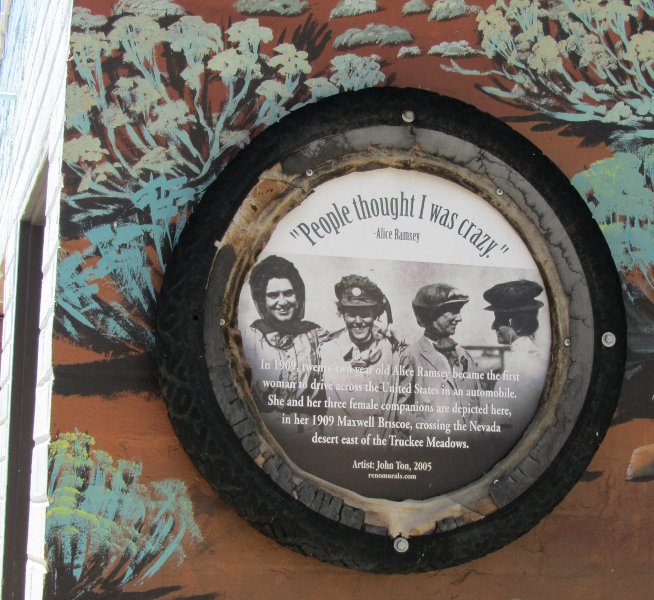 "People thought I was crazy."
-Alice Ramsey
In 1909, twenty-two year old Alice Ramsey became the first
woman to drive across the United States in an automobile.
She and her three female companions are depicted here,
in her 1909 Maxwell Briscoe, crossing the Nevada
desert east of the Truckee Meadows.
Artist: John Ton, 2005
renomurals.com